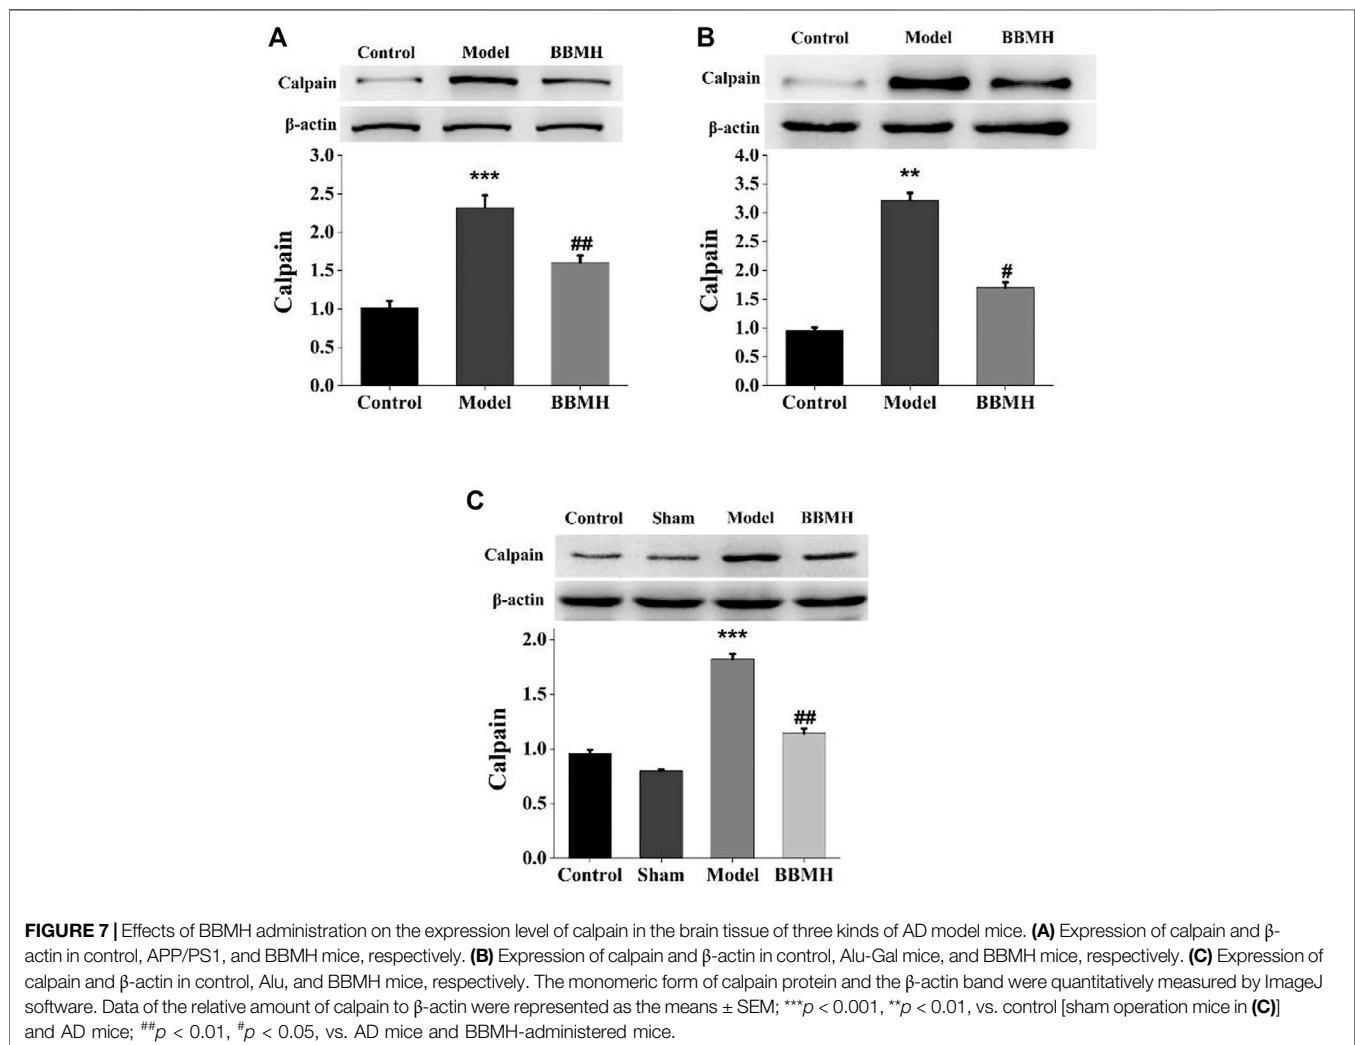 A
Control Model BBMH
Calpain
β-actin
3.0
***
2.5
2.0
##
1.5
1.0
0.5
0.0
Calpain
Control Model BBMH
B
Control Model BBMH
Calpain
β-actin
4.0
**
3.5
3.0
2.5
2.0
#
1.5
1.0
0.5
0.0
Calpain
Control Model BBMH
C
Control Sham Model BBMH
Calpain
β-actin
2.0
***
1.5
##
1.0
0.5
0.0
Calpain
Control Sham Model BBMH
FIGURE 7 | Effects of BBMH administration on the expression level of calpain in the brain tissue of three kinds of AD model mice. (A) Expression of calpain and β-
actin in control, APP/PS1, and BBMH mice, respectively. (B) Expression of calpain and β-actin in control, Alu-Gal mice, and BBMH mice, respectively. (C) Expression of
calpain and β-actin in control, Alu, and BBMH mice, respectively. The monomeric form of calpain protein and the β-actin band were quantitatively measured by ImageJ
software. Data of the relative amount of calpain to β-actin were represented as the means ± SEM; ***p < 0.001, **p < 0.01, vs. control [sham operation mice in (C)]
and AD mice; ##p < 0.01, #p < 0.05, vs. AD mice and BBMH-administered mice.